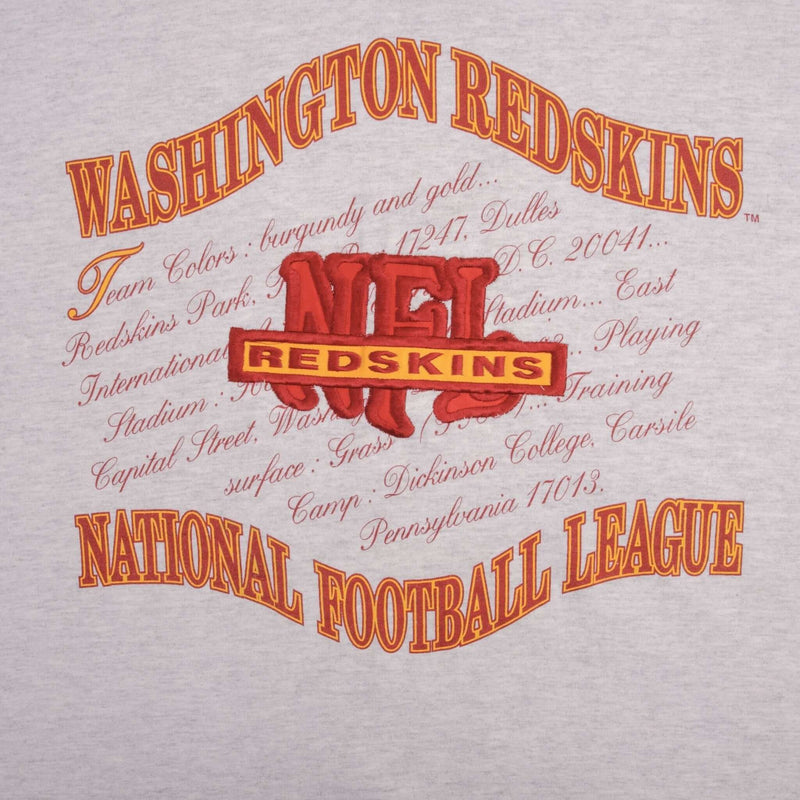 WASHINGTON REDSKINS
TM
Team Colors : burgundy and gold...
Redskins Park, 17247, Dulles
International D.C. 20041...
Stadium : Stadium... East
Capital Street, Playing
surface : Grass Training
Camp : Dickinson College, Carsile
Pennsylvania 17013.
NFL
REDSKINS
NATIONAL FOOTBALL LEAGUE